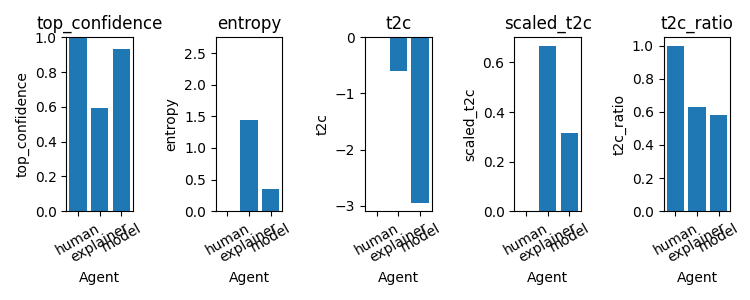 top_confidence
entropy
t2c
scaled_t2c
t2c_ratio
top_confidence
1.0
0.8
0.6
0.4
0.2
0.0
human
explainer
model
Agent
entropy
2.5
2.0
1.5
1.0
0.5
0.0
human
explainer
model
Agent
t2c
0
−1
−2
−3
human
explainer
model
Agent
scaled_t2c
0.6
0.4
0.2
0.0
human
explainer
model
Agent
t2c_ratio
1.0
0.8
0.6
0.4
0.2
0.0
human
explainer
model
Agent